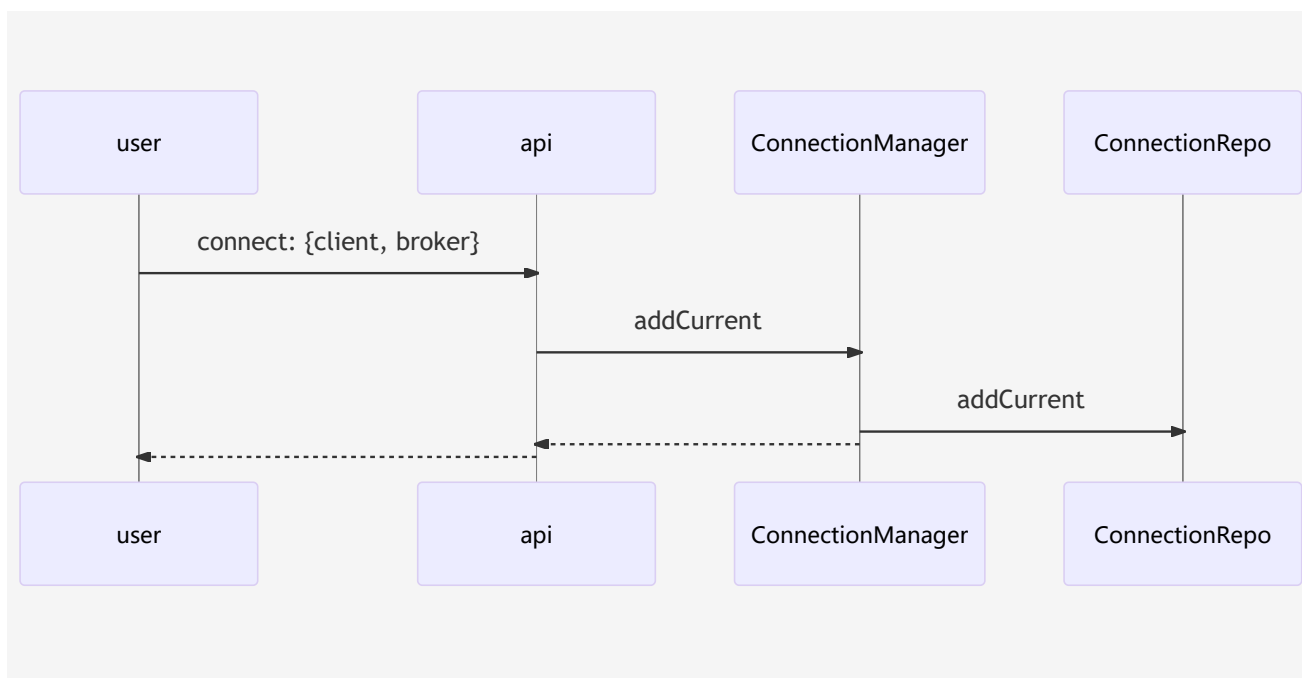 user
api
ConnectionManager
ConnectionRepo
connect: {client, broker}
addCurrent
addCurrent
user
api
ConnectionManager
ConnectionRepo